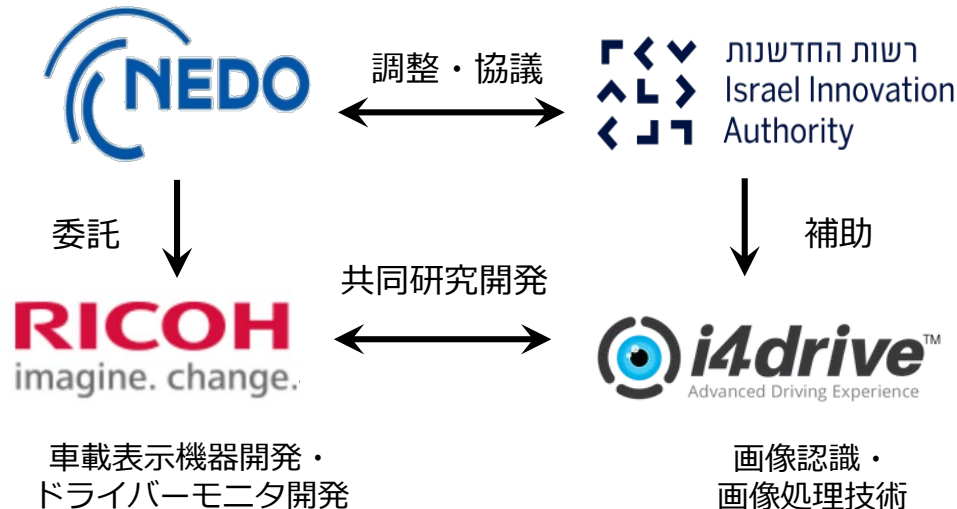 NEDO
調整・協議
רשות החדשנות
Israel Innovation
Authority
委託
補助
共同研究開発
RICOH
imagine. change.
i4drive™
Advanced Driving Experience
車載表示機器開発・
ドライバーモニタ開発
画像認識・
画像処理技術